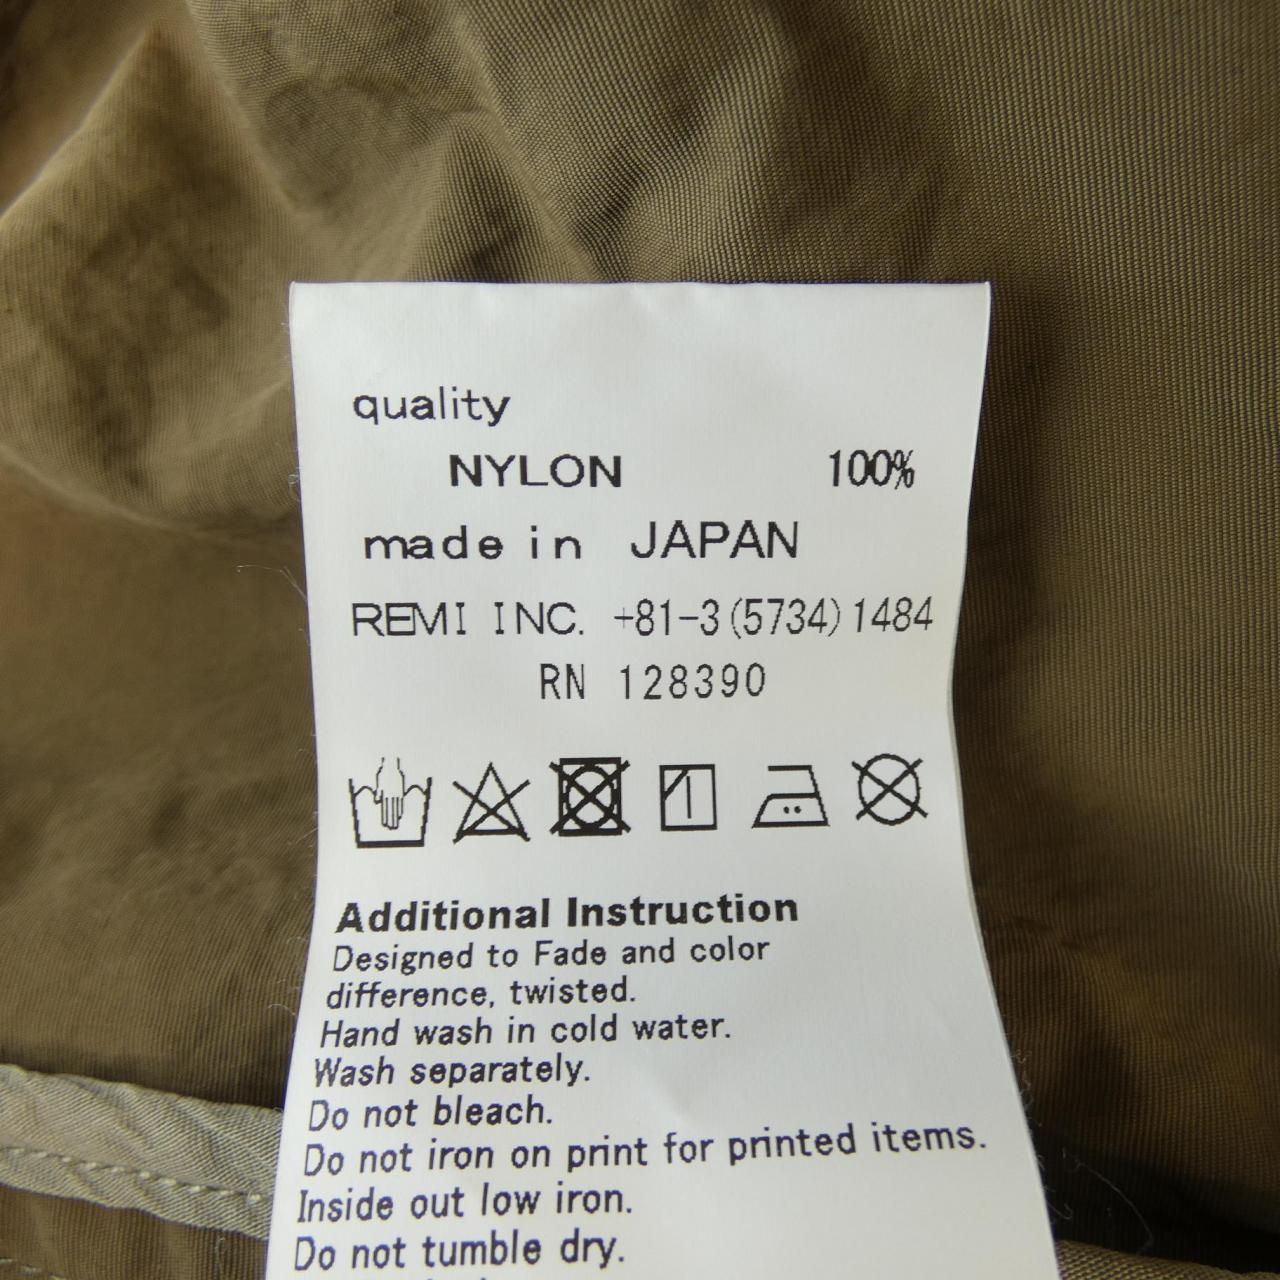 quality
NYLON 100%
made in JAPAN
REMI INC. +81-3(5734)1484
RN 128390
Additional Instruction
Designed to Fade and color
difference, twisted.
Hand wash in cold water.
Wash separately.
Do not bleach.
Do not iron on print for printed items.
Inside out low iron.
Do not tumble dry.